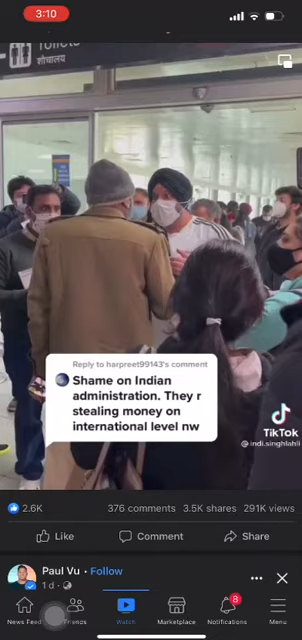 3:10
Toilets
शौचालय
Reply to harpreet99143's comment
Shame on Indian
administration. They r
stealing money on
international level nw
TikTok
@indi.singhlahli
2.6K
376 comments 3.5K shares 291K views
Like
Comment
Share
Paul Vu · Follow
1 d ·
8
News Feed
Friends
Watch
Marketplace
Notifications
Menu